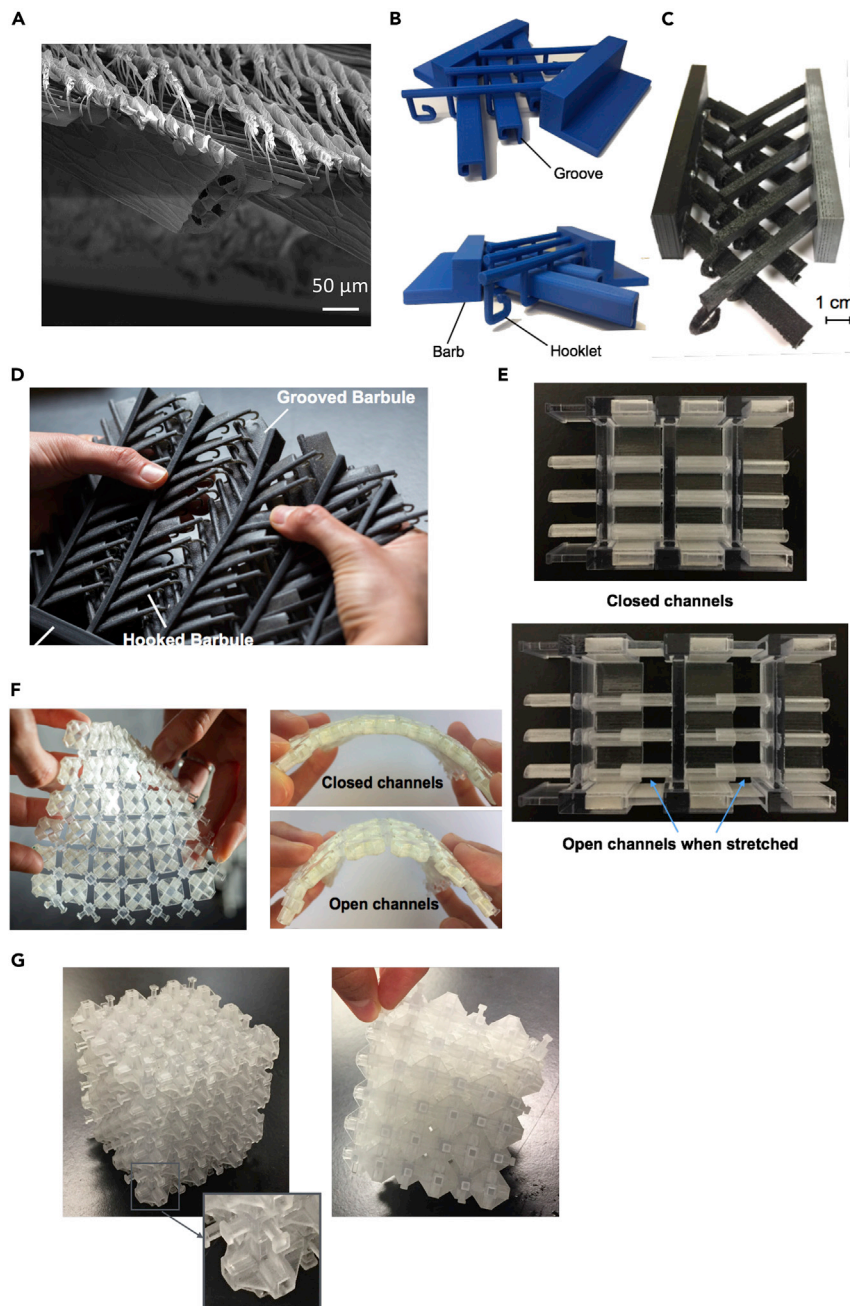 A
B
C
50 µm
Groove
Barb
Hooklet
1 cm
D
E
Grooved Barbule
Hooked Barbule
Closed channels
F
Closed channels
Open channels
Open channels when stretched
G